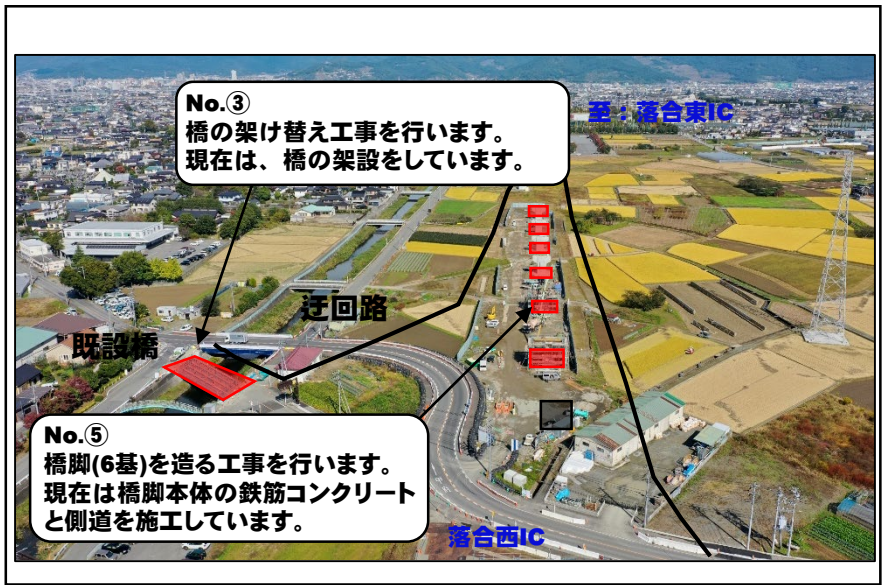 No.③
橋の架け替え工事を行います。
現在は、橋の架設をしています。
至：落合東IC
迂回路
既設橋
No.⑤
橋脚(6基)を造る工事を行います。
現在は橋脚本体の鉄筋コンクリート
と側道を施工しています。
落合西IC